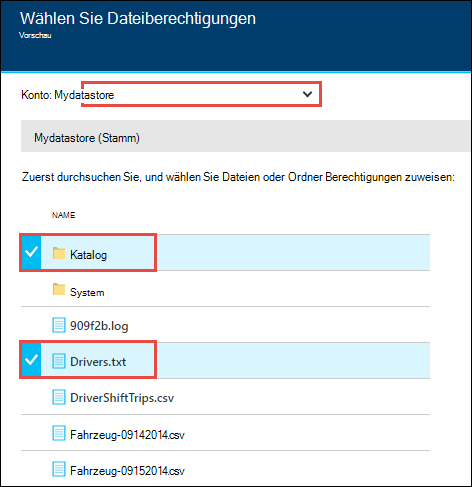 Wählen Sie Dateiberechtigungen
Vorschau
Konto: Mydatastore
Mydatastore (Stamm)
Zuerst durchsuchen Sie, und wählen Sie Dateien oder Ordner Berechtigungen zuweisen:
NAME
Katalog
System
909f2b.log
Drivers.txt
DriverShiftTrips.csv
Fahrzeug-09142014.csv
Fahrzeug-09152014.csv